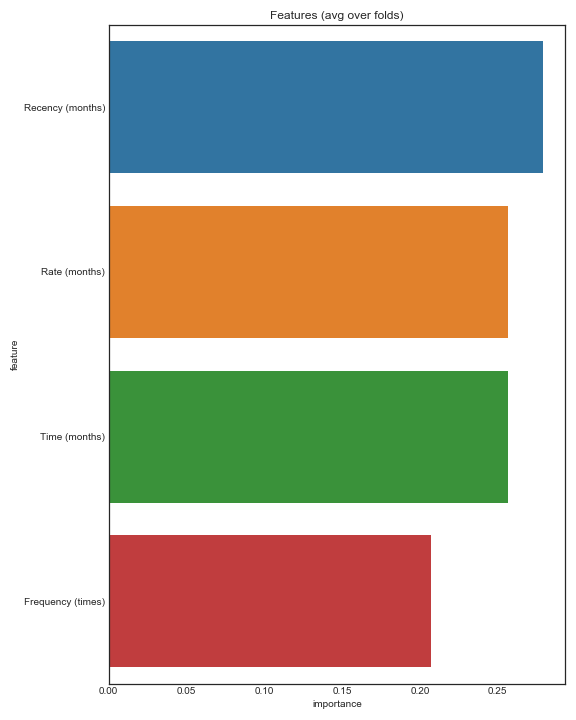 Features (avg over folds)
Recency (months)
Rate (months)
feature
Time (months)
Frequency (times)
0.00 0.05 0.10 0.15 0.20 0.25
importance